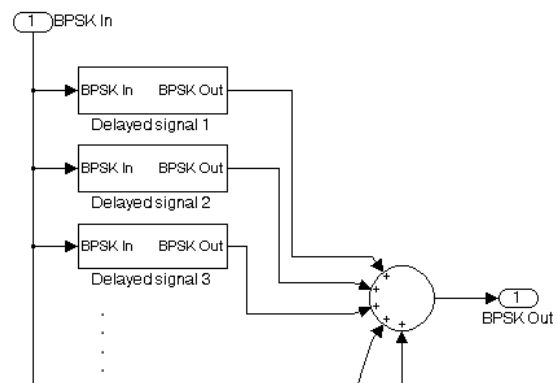 1 BPSK In
BPSK In BPSK Out
Delayed signal 1
BPSK In BPSK Out
Delayed signal 2
BPSK In BPSK Out
Delayed signal 3
+
+
+
+
+
1
BPSK Out